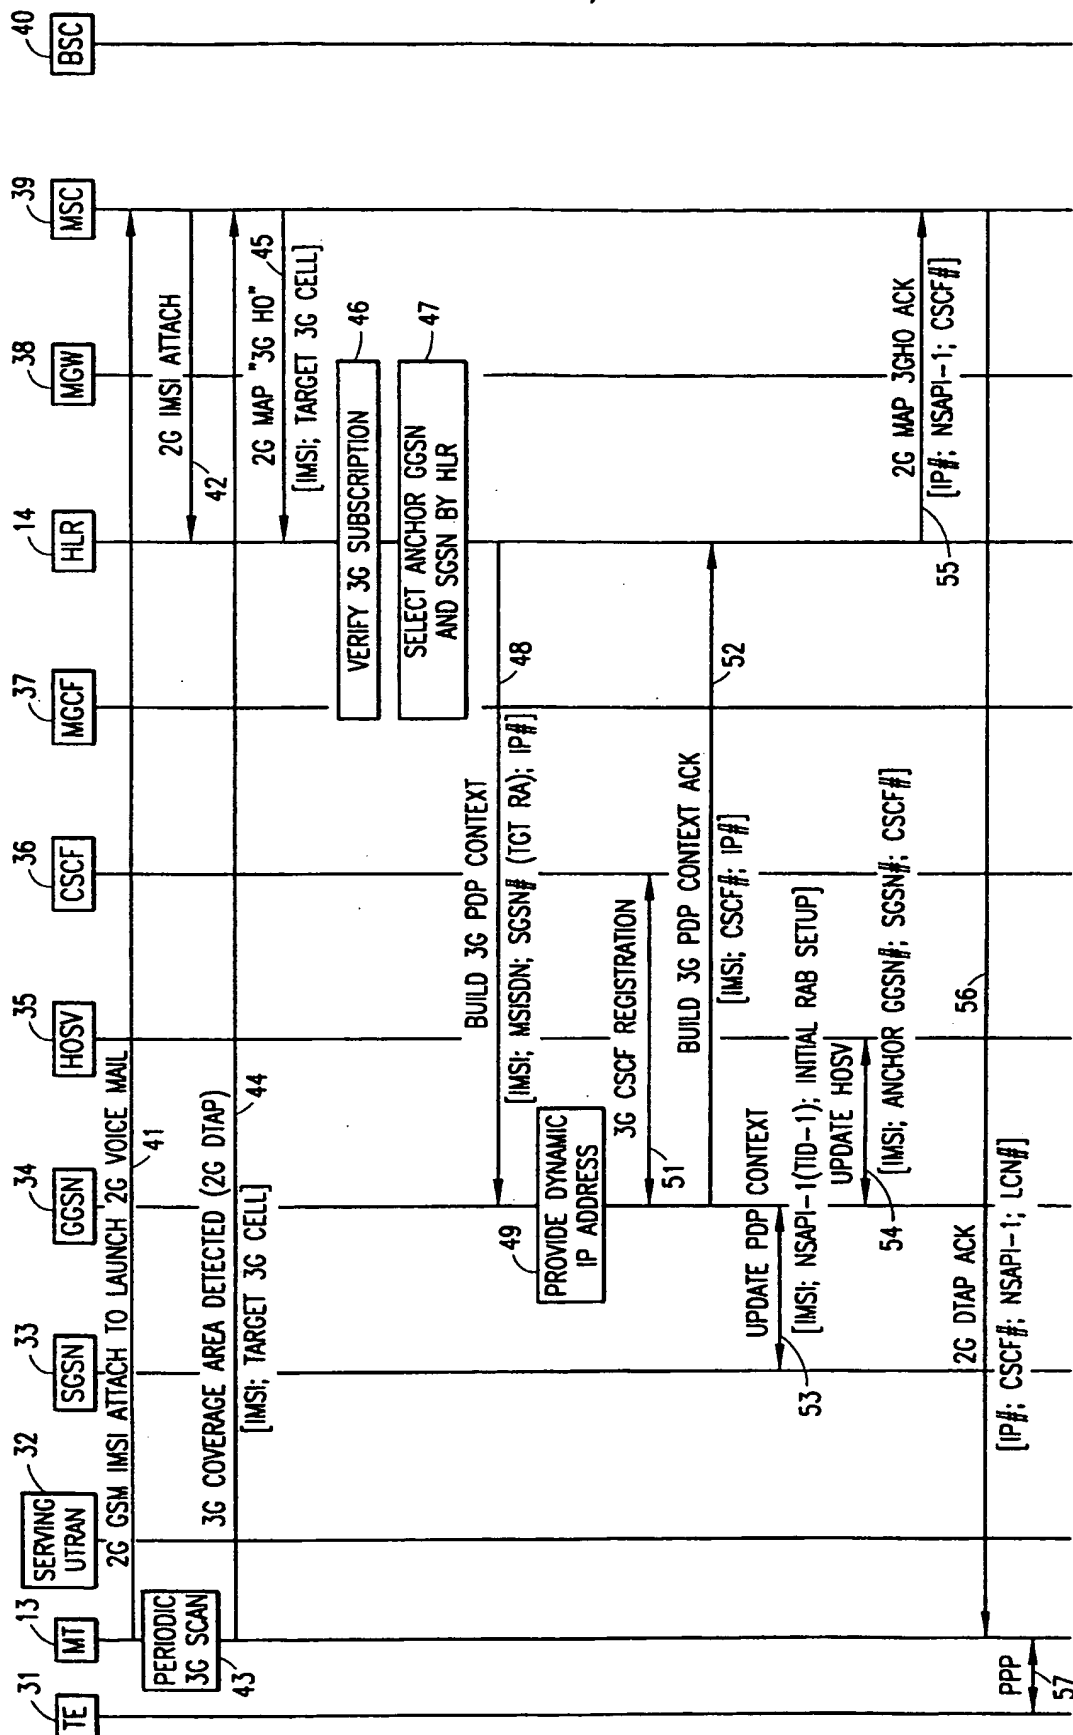 31
TE
13
MT
32
SERVING
UTRAN
33
SGSN
34
GGSN
35
HOSV
36
CSCF
37
MGCF
14
HLR
38
MGW
39
MSC
40
BSC
2G GSM IMSI ATTACH TO LAUNCH 2G VOICE MAIL
41
2G IMSI ATTACH
42
PERIODIC
3G SCAN
43
3G COVERAGE AREA DETECTED (2G DTAP)
44
[IMSI; TARGET 3G CELL]
2G MAP "3G HO"
45
[IMSI; TARGET 3G CELL]
VERIFY 3G SUBSCRIPTION
46
SELECT ANCHOR GGSN
AND SGSN BY HLR
47
BUILD 3G PDP CONTEXT
48
[IMSI; MSISDN; SGSN# (TGT RA); IP#]
49
PROVIDE DYNAMIC
IP ADDRESS
3G CSCF REGISTRATION
51
BUILD 3G PDP CONTEXT ACK
52
[IMSI; CSCF#; IP#]
UPDATE PDP CONTEXT
53
[IMSI; NSAPI-1(TID-1); INITIAL RAB SETUP]
UPDATE HOSV
54
[IMSI; ANCHOR GGSN#; SGSN#; CSCF#]
2G MAP 3GHO ACK
55
[IP#; NSAPI-1; CSCF#]
2G DTAP ACK
56
[IP#; CSCF#; NSAPI-1; LCN#]
PPP
57